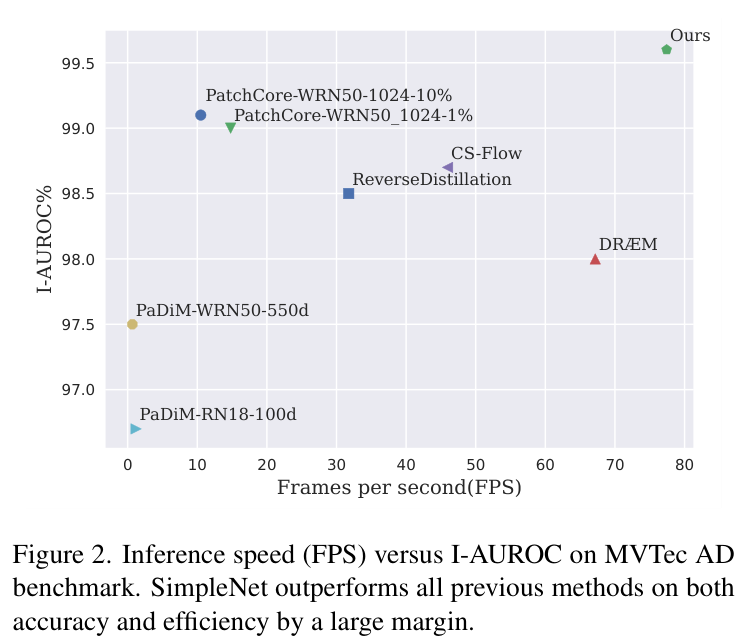 Ours
99.5
PatchCore-WRN50-1024-10%
PatchCore-WRN50_1024-1%
99.0
CS-Flow
ReverseDistillation
98.5
I-AUROC%
DRÆM
98.0
PaDiM-WRN50-550d
97.5
97.0
PaDiM-RN18-100d
0 10 20 30 40 50 60 70 80
Frames per second(FPS)
Figure 2. Inference speed (FPS) versus I-AUROC on MVTec AD
benchmark. SimpleNet outperforms all previous methods on both
accuracy and efficiency by a large margin.